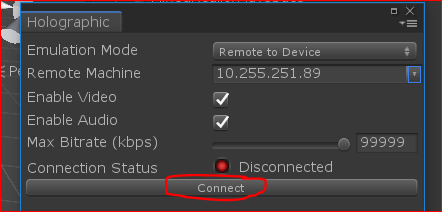 Holographic
Emulation Mode Remote to Device
Remote Machine 10.255.251.89
Enable Video
Enable Audio
Max Bitrate (kbps) 99999
Connection Status Disconnected
Connect